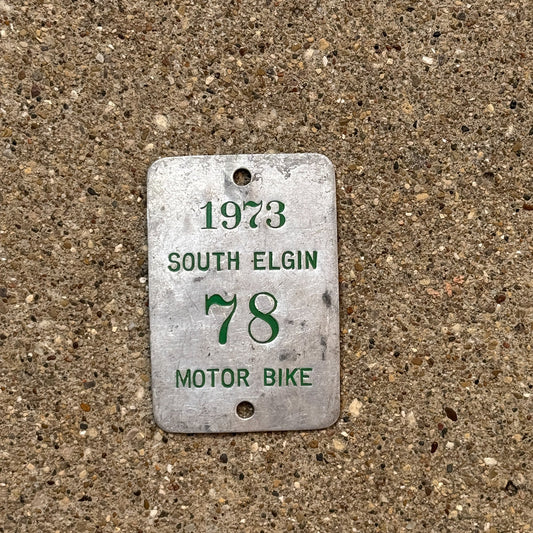 1973
SOUTH ELGIN
78
MOTOR BIKE